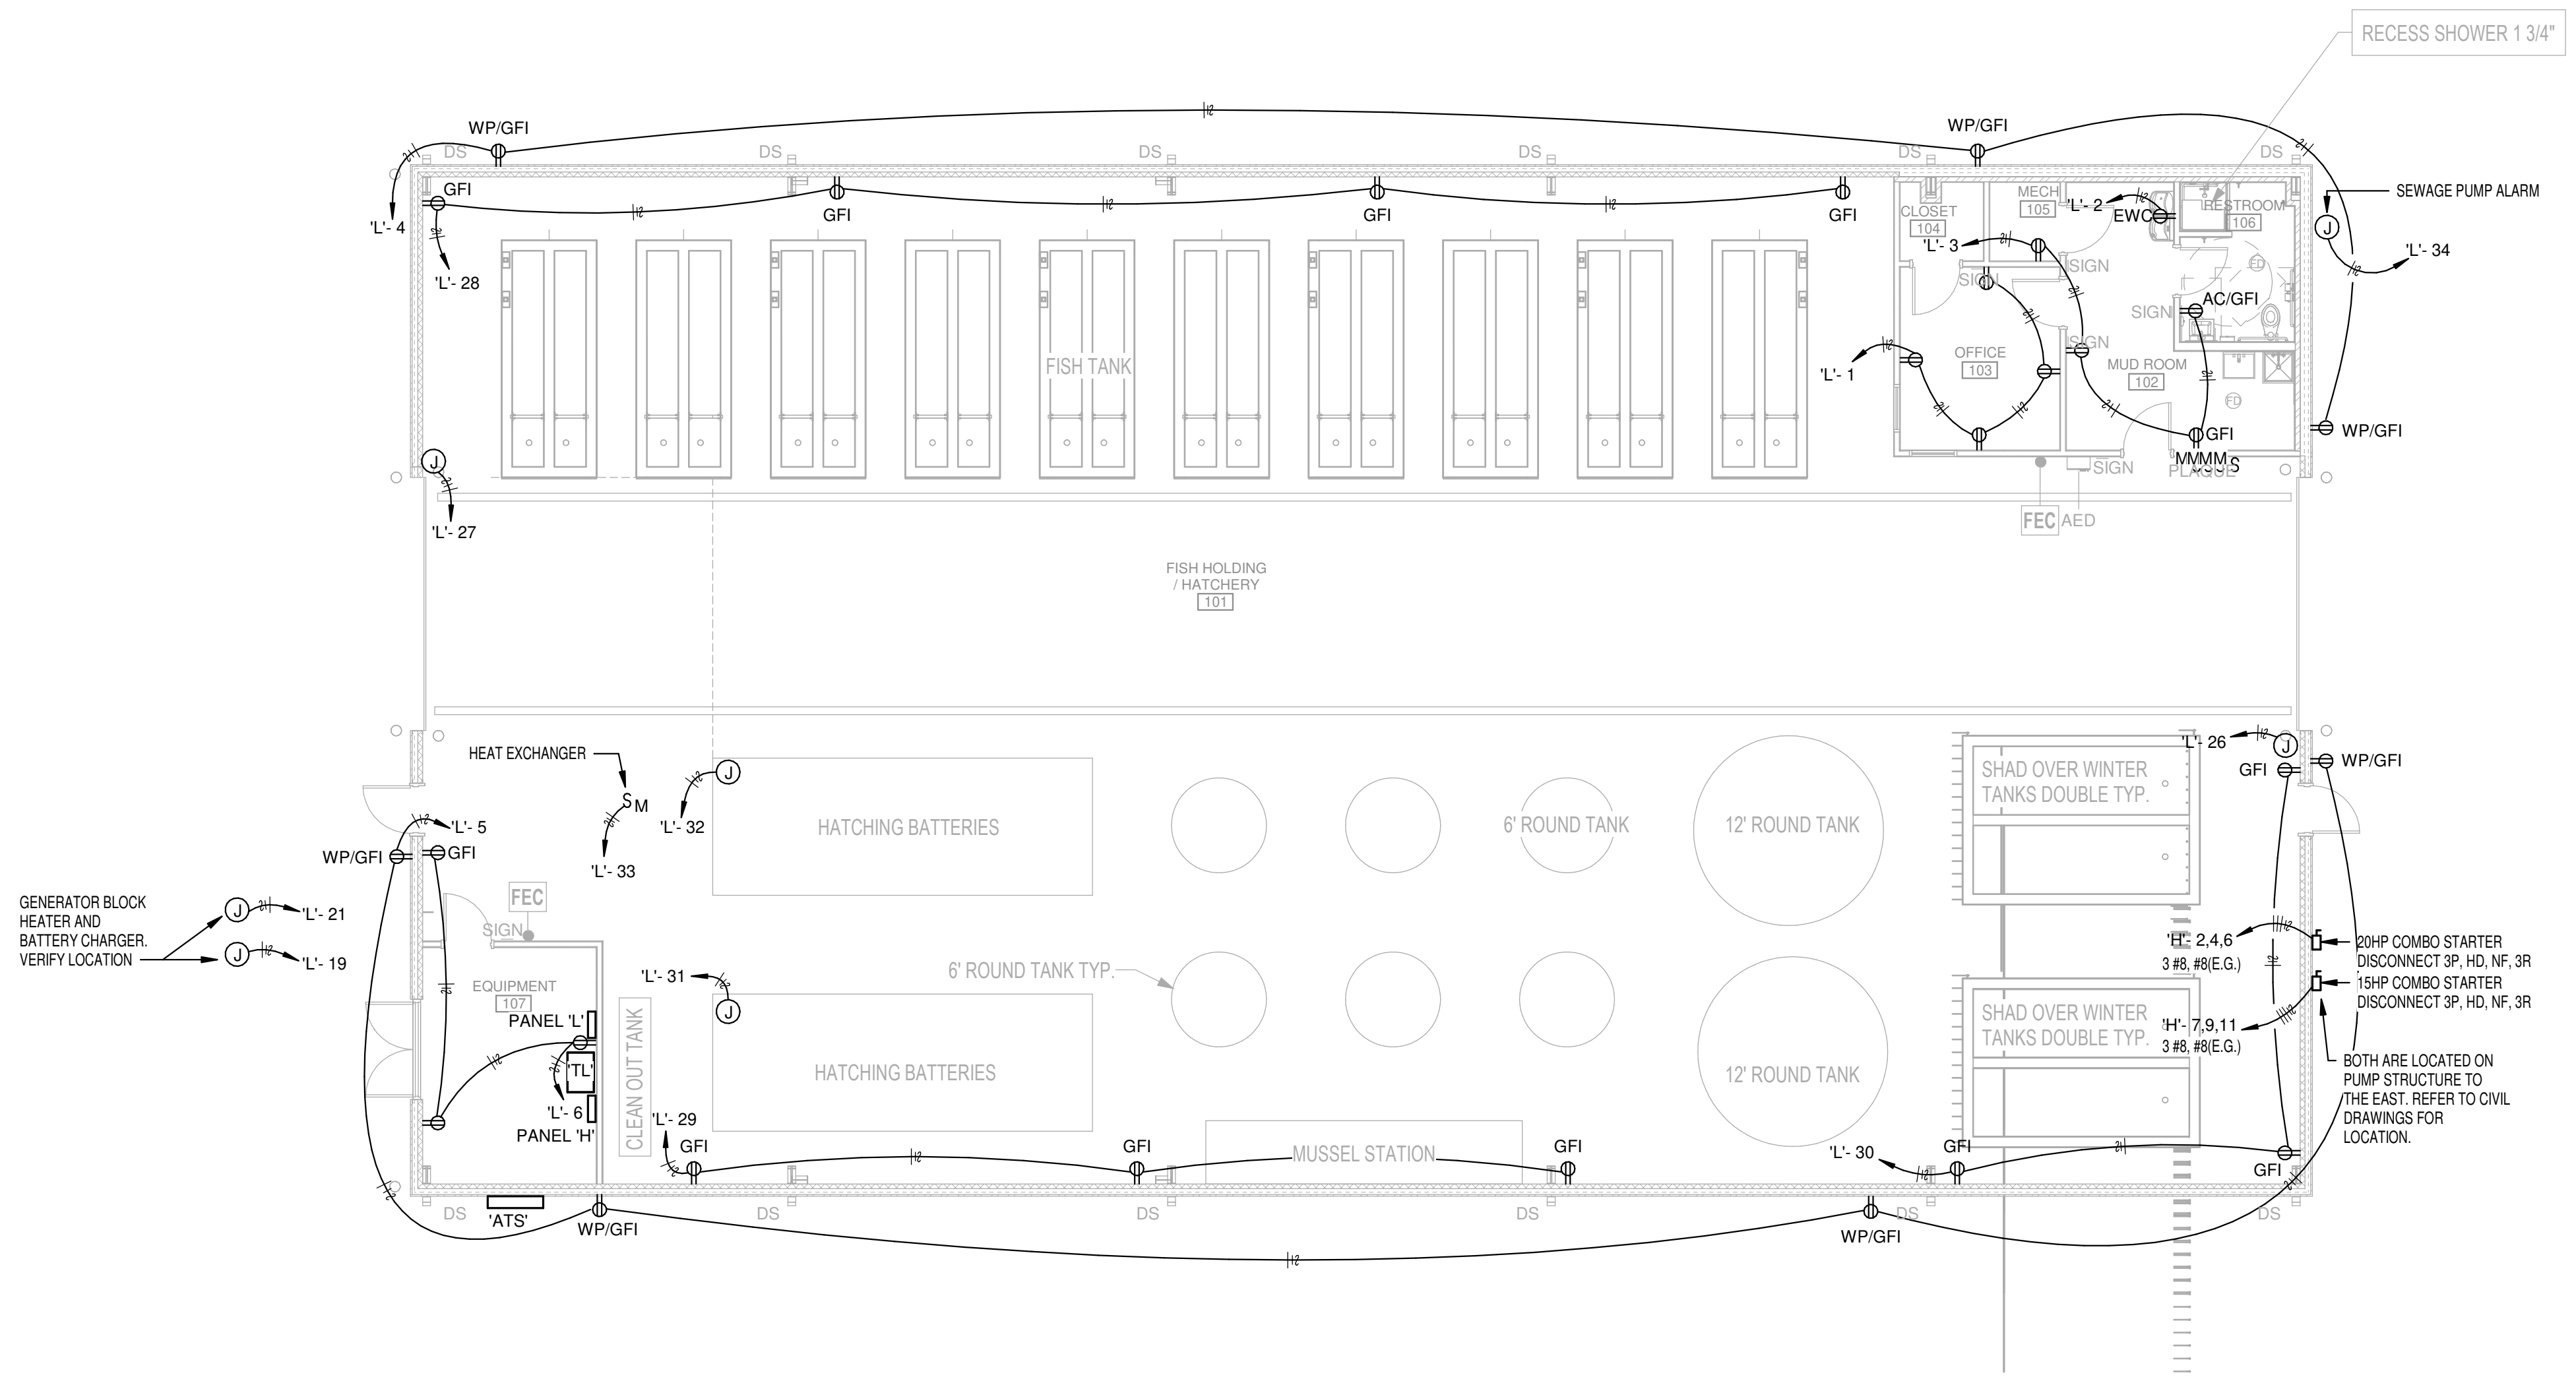 RECESS SHOWER 1 3/4"
WP/GFI
WP/GFI
DS
DS
DS
DS
DS
DS
GFI
GFI
GFI
GFI
'L'- 4
'L'- 28
SEWAGE PUMP ALARM
J
'L'- 34
CLOSET
104
MECH
105
'L'- 2
EWC
RESTROOM
106
'L'- 3
SIGN
SIGN
FD
AC/GFI
SIGN
SIGN
OFFICE
103
MUD ROOM
102
'L'- 1
FISH TANK
FD
GFI
WP/GFI
PLAQUE
SIGN
FEC
AED
J
'L'- 27
FISH HOLDING
/ HATCHERY
101
HEAT EXCHANGER
SM
'L'- 33
J
'L'- 32
HATCHING BATTERIES
6' ROUND TANK
12' ROUND TANK
SHAD OVER WINTER
TANKS DOUBLE TYP.
'L'- 26
J
GFI
WP/GFI
'L'- 5
WP/GFI
GFI
GENERATOR BLOCK
HEATER AND
BATTERY CHARGER.
VERIFY LOCATION
J
'L'- 21
J
'L'- 19
FEC
SIGN
EQUIPMENT
107
PANEL 'L'
'TL'
'L'- 6
PANEL 'H'
CLEAN OUT TANK
'L'- 31
J
HATCHING BATTERIES
6' ROUND TANK TYP.
12' ROUND TANK
SHAD OVER WINTER
TANKS DOUBLE TYP.
'H'- 2,4,6
3 #8, #8(E.G.)
'H'- 7,9,11
3 #8, #8(E.G.)
20HP COMBO STARTER
DISCONNECT 3P, HD, NF, 3R
15HP COMBO STARTER
DISCONNECT 3P, HD, NF, 3R
BOTH ARE LOCATED ON
PUMP STRUCTURE TO
THE EAST. REFER TO CIVIL
DRAWINGS FOR
LOCATION.
'L'- 29
GFI
GFI
GFI
MUSSEL STATION
'L'- 30
GFI
GFI
DS
'ATS'
WP/GFI
DS
DS
DS
WP/GFI
DS
DS